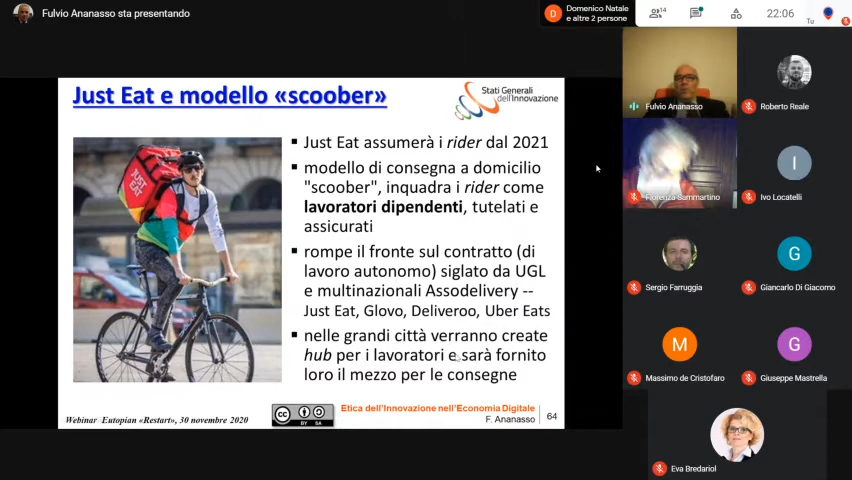 Fulvio Ananasso sta presentando
Domenico Natale
e altre 2 persone
14
22:06
Tu
Just Eat e modello «scoober»
Stati Generali
dell'Innovazione
JUST EAT
▪ Just Eat assumerà i rider dal 2021
▪ modello di consegna a domicilio
"scoober", inquadra i rider come
lavoratori dipendenti, tutelati e
assicurati
▪ rompe il fronte sul contratto (di
lavoro autonomo) siglato da UGL
e multinazionali Assodelivery --
Just Eat, Glovo, Deliveroo, Uber Eats
▪ nelle grandi città verranno create
hub per i lavoratori e sarà fornito
loro il mezzo per le consegne
Webinar Eutopian «Restart», 30 novembre 2020
cc
BY SA
Etica dell'Innovazione nell'Economia Digitale
F. Ananasso
64
Fulvio Ananasso
Roberto Reale
Fiorenza Sammartino
I
Ivo Locatelli
Sergio Farruggia
G
Giancarlo Di Giacomo
M
Massimo de Cristofaro
G
Giuseppe Mastrella
Eva Bredariol